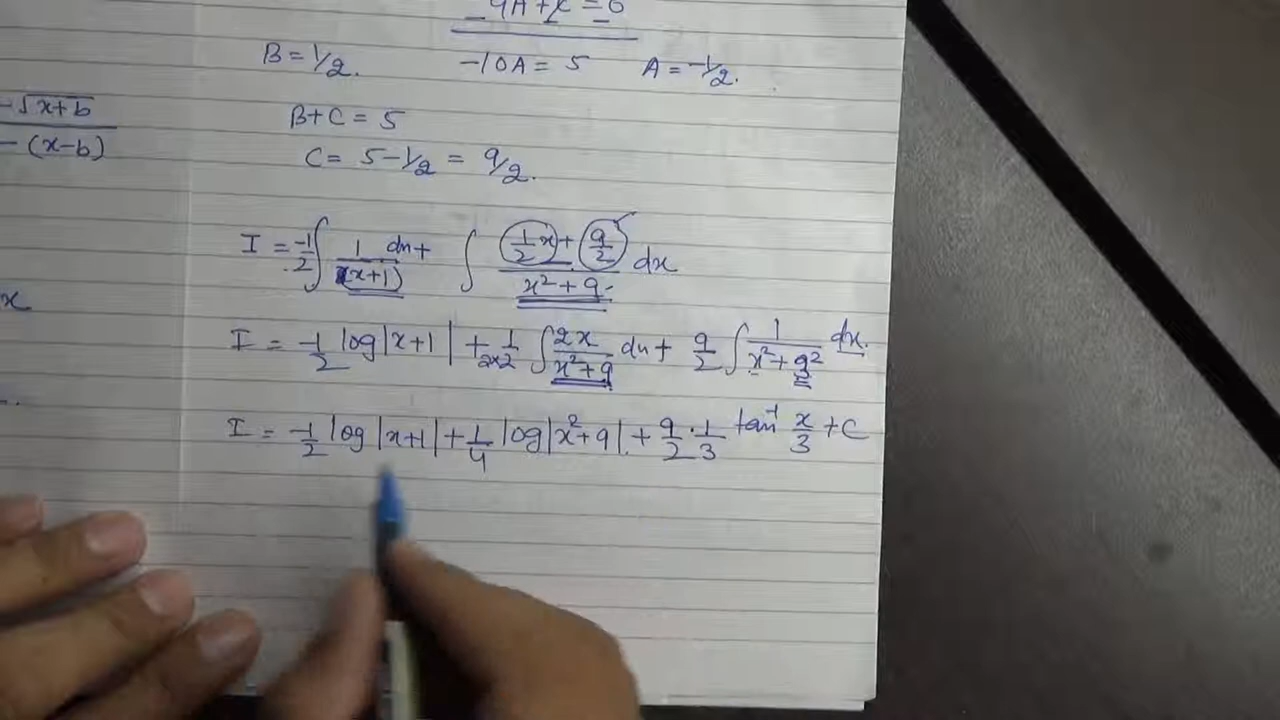 -9A+C = 0
B = 1/2.
-10A = 5
A = -1/2.
-√x+b
B+C = 5
- (x-b)
C = 5 - 1/2 = 9/2.
I = -1/2 ∫ 1/(x+1) dx + ∫ (1/2 x + 9/2)/(x²+9) dx
x
I = -1/2 log|x+1| + 1/2×2 ∫ 2x/(x²+9) dx + 9/2 ∫ 1/(x²+3²) dx.
I = -1/2 log|x+1| + 1/4 log|x²+9| + 9/2 · 1/3 tan⁻¹ x/3 + C